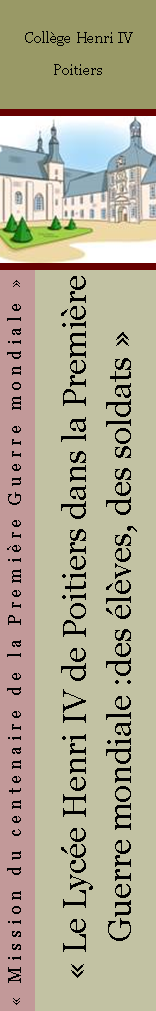 Collège Henri IV
Poitiers
« Mission du centenaire de la Première Guerre mondiale »
« Le Lycée Henri IV de Poitiers dans la Première
Guerre mondiale :des élèves, des soldats »